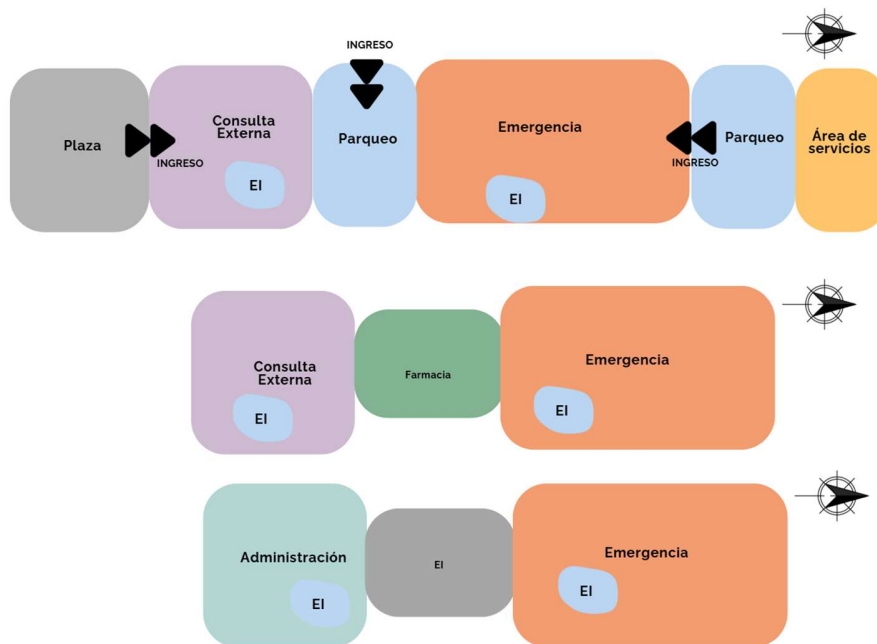 INGRESO
Plaza
INGRESO
Consulta
Externa
EI
Parqueo
Emergencia
EI
INGRESO
Parqueo
Área de
servicios
Consulta
Externa
EI
Farmacia
Emergencia
EI
Administración
EI
EI
Emergencia
EI